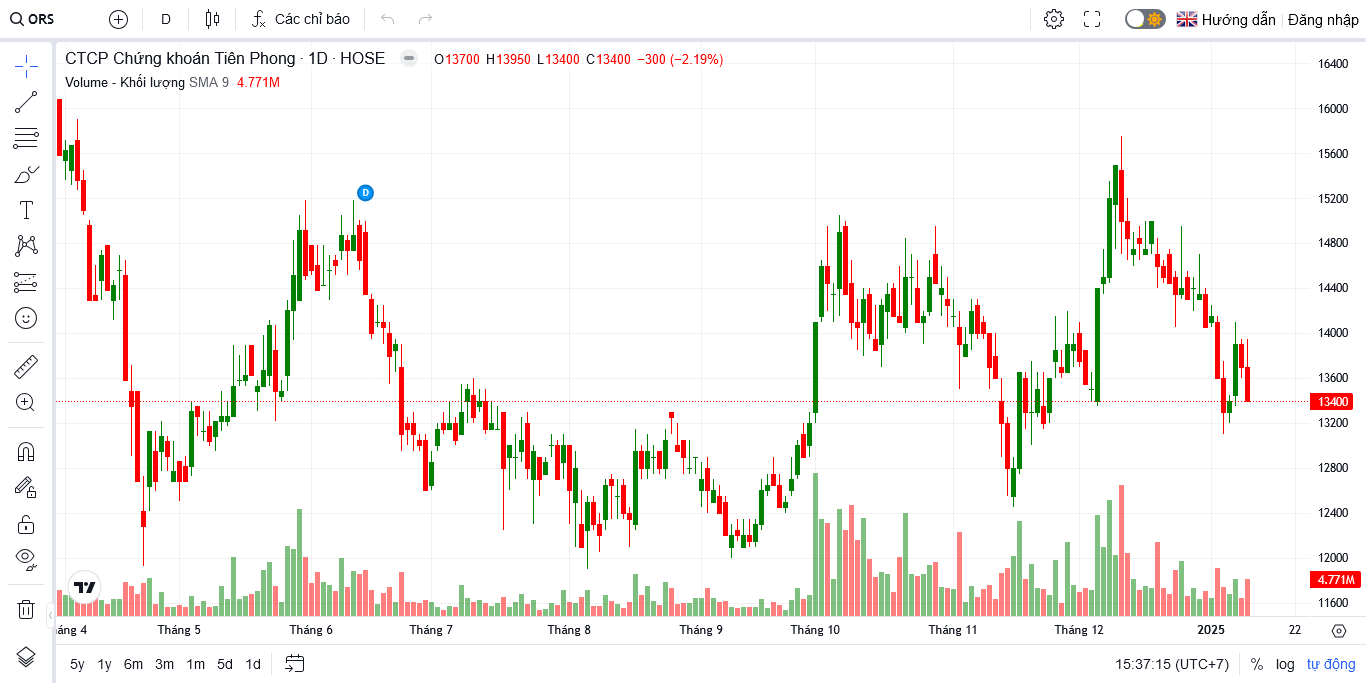 ORS D Các chỉ báo Hướng dẫn Đăng nhập
CTCP Chứng khoán Tiên Phong · 1D · HOSE O13700 H13950 L13400 C13400 −300 (−2.19%)
Volume - Khối lượng SMA 9 4.771M
D
16400
16000
15600
15200
14800
14400
14000
13600
13400
13200
12800
12400
12000
4.771M
11600
áng 4 Tháng 5 Tháng 6 Tháng 7 Tháng 8 Tháng 9 Tháng 10 Tháng 11 Tháng 12 2025 22
5y 1y 6m 3m 1m 5d 1d 15:37:15 (UTC+7) % log tự động